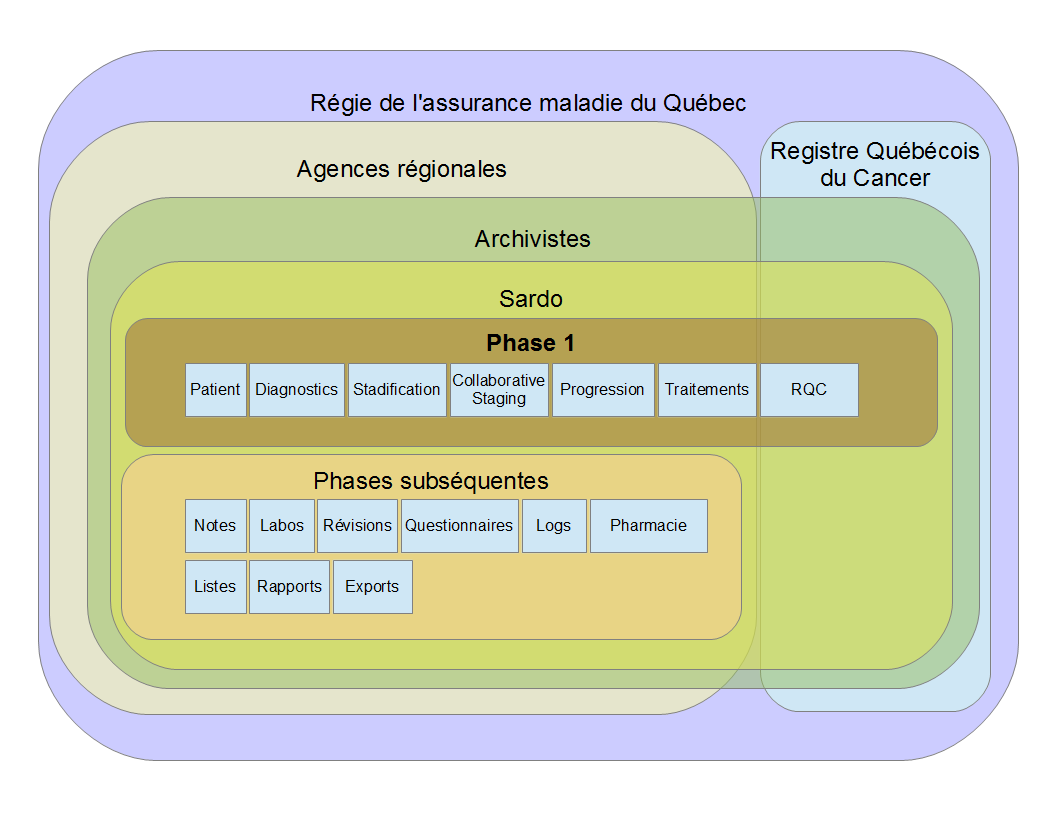 Régie de l'assurance maladie du Québec
Agences régionales
Registre Québécois
du Cancer
Archivistes
Sardo
Phase 1
Patient
Diagnostics
Stadification
Collaborative
Staging
Progression
Traitements
RQC
Phases subséquentes
Notes
Labos
Révisions
Questionnaires
Logs
Pharmacie
Listes
Rapports
Exports